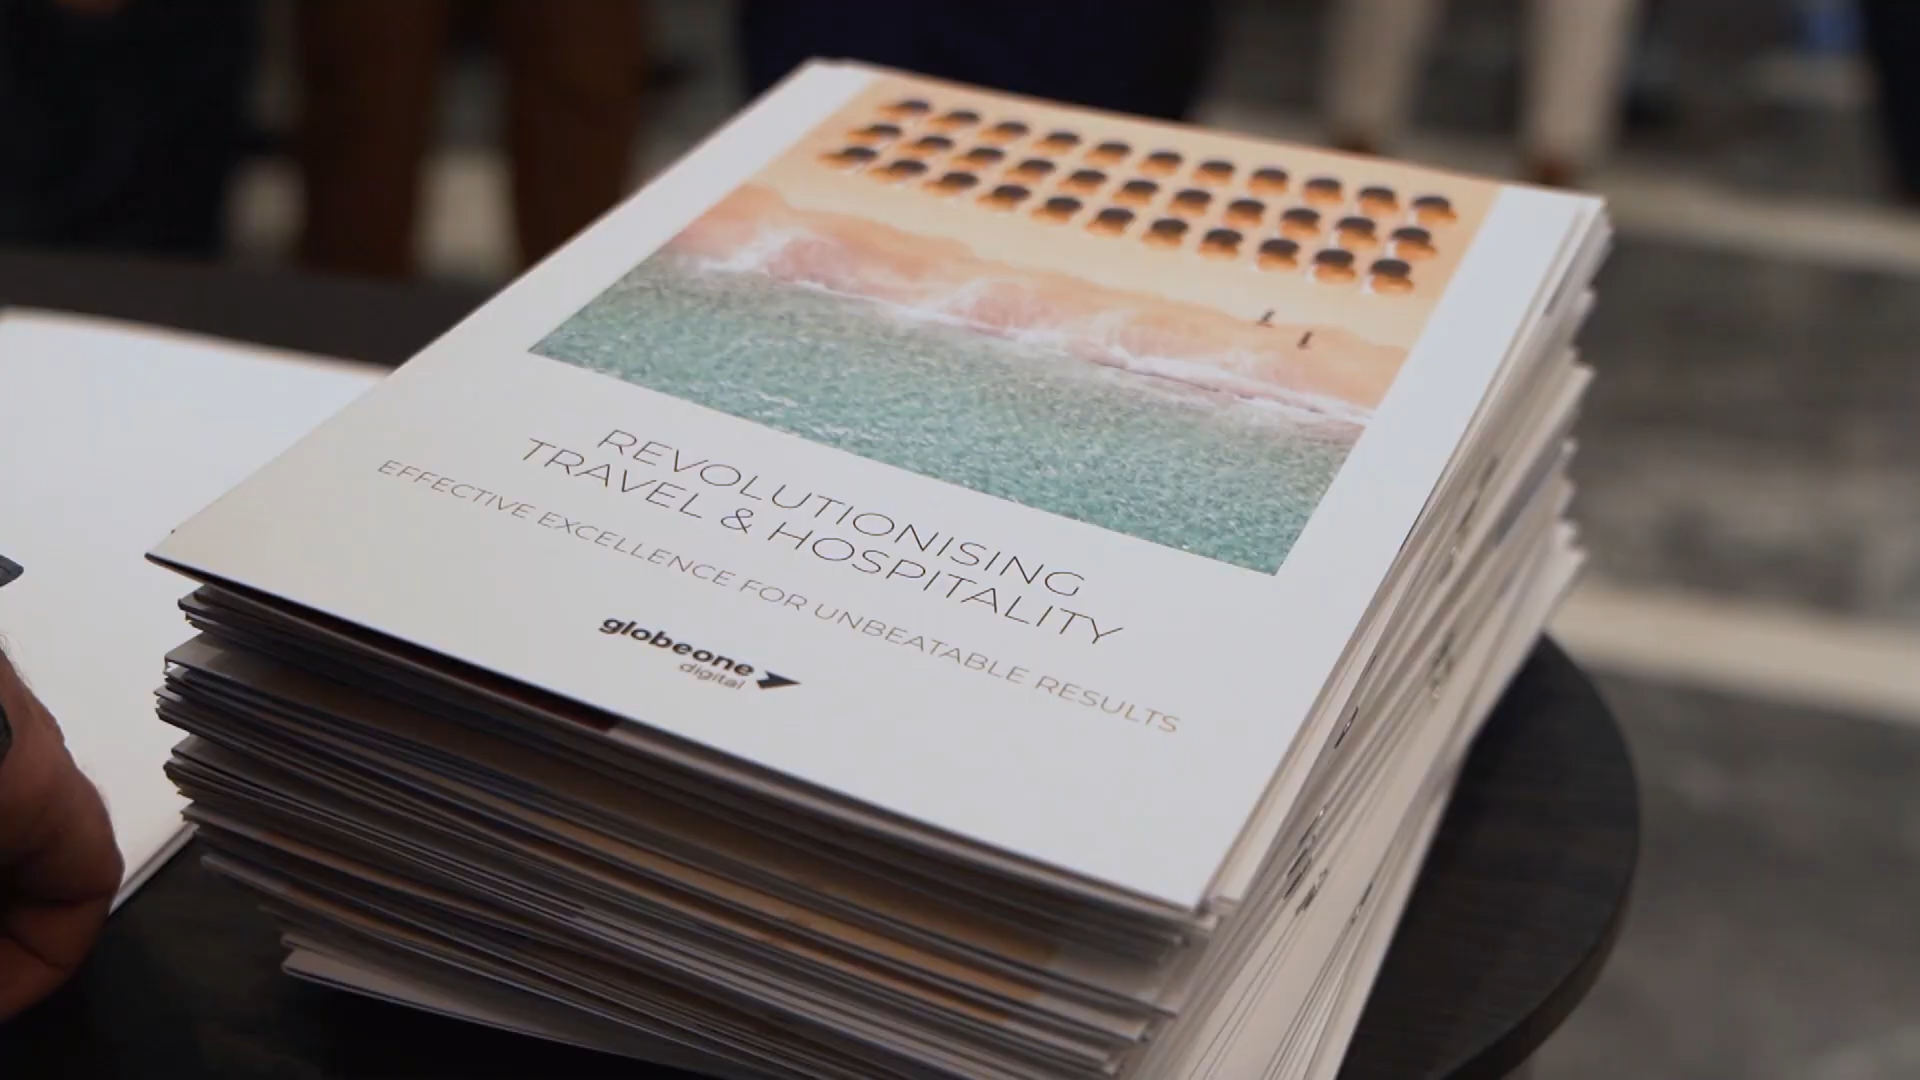 REVOLUTIONISING
TRAVEL & HOSPITALITY
EFFECTIVE EXCELLENCE FOR UNBEATABLE RESULTS
globeone
digital